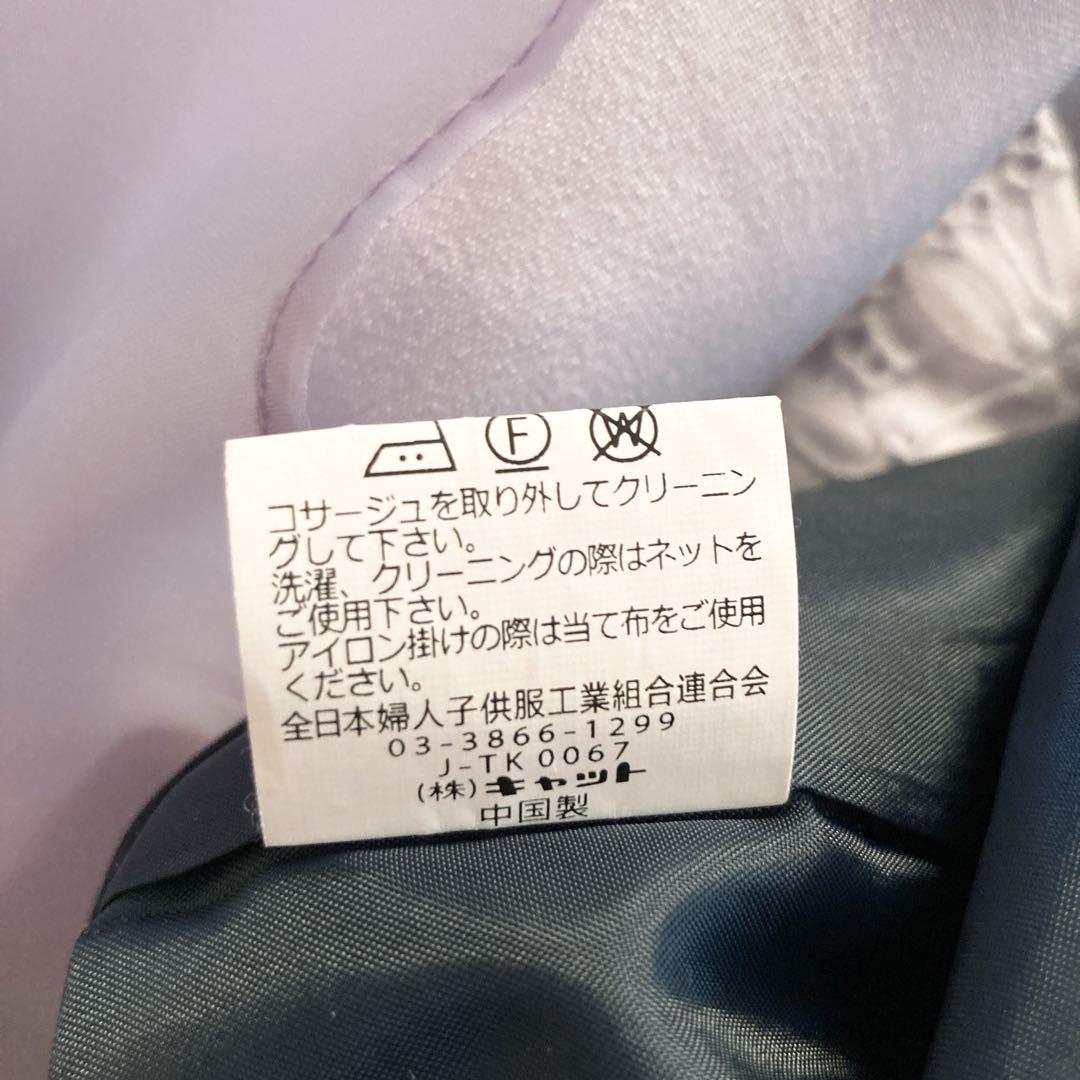 F
W
コサージュを取り外してクリーニン
グして下さい。
洗濯、クリーニングの際はネットを
ご使用下さい。
アイロン掛けの際は当て布をご使用
ください。
全日本婦人子供服工業組合連合会
03-3866-1299
J-TK0067
(株)キャット
中国製